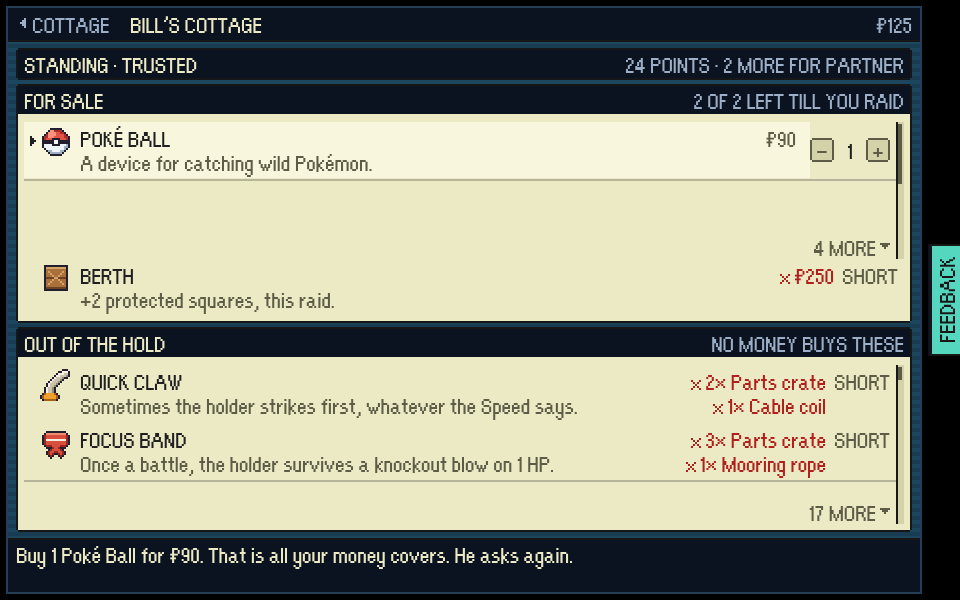 COTTAGE BILL'S COTTAGE ₽125
STANDING · TRUSTED 24 POINTS · 2 MORE FOR PARTNER
FOR SALE 2 OF 2 LEFT TILL YOU RAID
POKÉ BALL ₽90 − 1 +
A device for catching wild Pokémon.
4 MORE
BERTH × ₽250 SHORT
+2 protected squares, this raid.
OUT OF THE HOLD NO MONEY BUYS THESE
QUICK CLAW × 2× Parts crate SHORT
Sometimes the holder strikes first, whatever the Speed says. × 1× Cable coil
FOCUS BAND × 3× Parts crate SHORT
Once a battle, the holder survives a knockout blow on 1 HP. × 1× Mooring rope
17 MORE
Buy 1 Poké Ball for ₽90. That is all your money covers. He asks again.
FEEDBACK